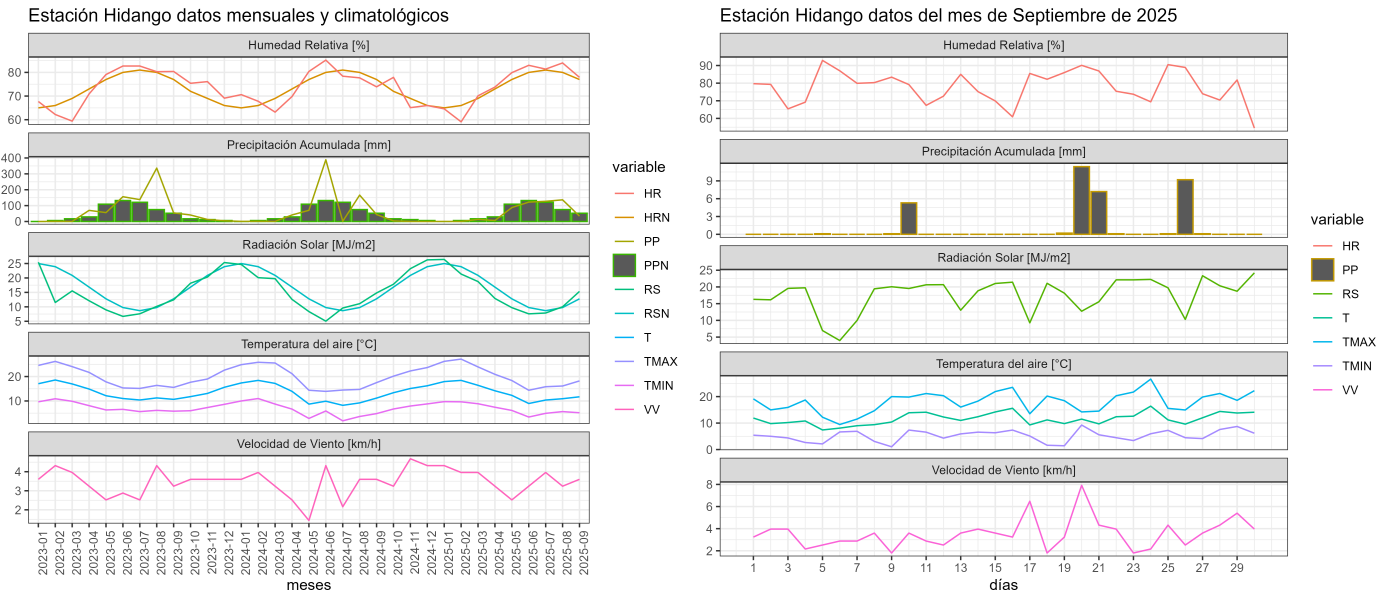 Estación Hidango datos mensuales y climatológicos
Humedad Relativa [%]
80
70
60
Precipitación Acumulada [mm]
400
300
200
100
0
Radiación Solar [MJ/m2]
25
20
15
10
5
Temperatura del aire [°C]
20
10
Velocidad de Viento [km/h]
4
3
2
2023-01
2023-02
2023-03
2023-04
2023-05
2023-06
2023-07
2023-08
2023-09
2023-10
2023-11
2023-12
2024-01
2024-02
2024-03
2024-04
2024-05
2024-06
2024-07
2024-08
2024-09
2024-10
2024-11
2024-12
2025-01
2025-02
2025-03
2025-04
2025-05
2025-06
2025-07
2025-08
2025-09
meses
variable
HR
HRN
PP
PPN
RS
RSN
T
TMAX
TMIN
VV
Estación Hidango datos del mes de Septiembre de 2025
Humedad Relativa [%]
90
80
70
60
Precipitación Acumulada [mm]
9
6
3
0
Radiación Solar [MJ/m2]
25
20
15
10
5
Temperatura del aire [°C]
20
10
0
Velocidad de Viento [km/h]
8
6
4
2
1 3 5 7 9 11 13 15 17 19 21 23 25 27 29
días
variable
HR
PP
RS
T
TMAX
TMIN
VV